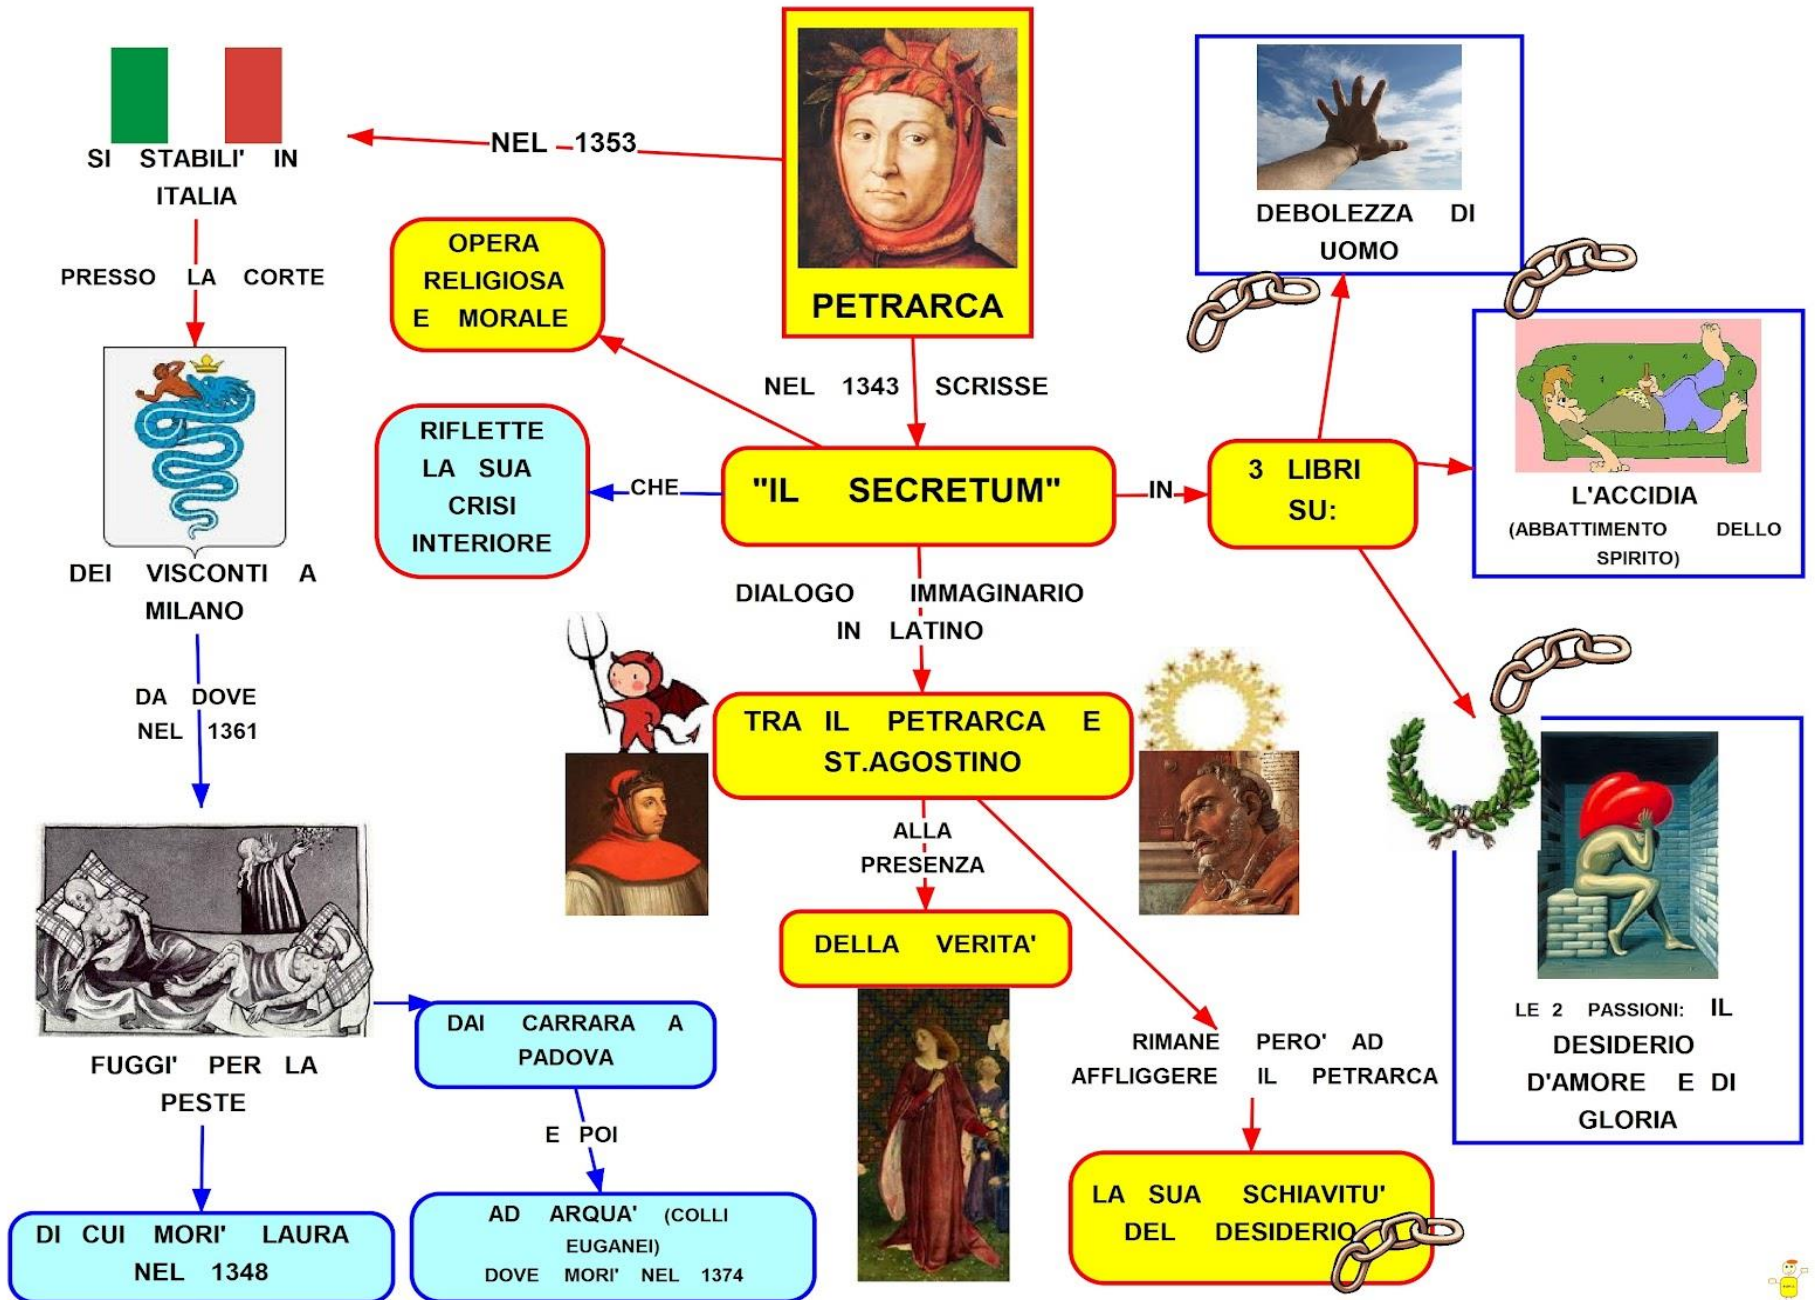 PETRARCA
NEL 1353
SI STABILI' IN
ITALIA
PRESSO LA CORTE
DEI VISCONTI A
MILANO
DA DOVE
NEL 1361
FUGGI' PER LA
PESTE
DI CUI MORI' LAURA
NEL 1348
DAI CARRARA A
PADOVA
E POI
AD ARQUA' (COLLI
EUGANEI)
DOVE MORI' NEL 1374
NEL 1343 SCRISSE
"IL SECRETUM"
OPERA
RELIGIOSA
E MORALE
CHE
RIFLETTE
LA SUA
CRISI
INTERIORE
DIALOGO IMMAGINARIO
IN LATINO
TRA IL PETRARCA E
ST.AGOSTINO
ALLA
PRESENZA
DELLA VERITA'
RIMANE PERO' AD
AFFLIGGERE IL PETRARCA
LA SUA SCHIAVITU'
DEL DESIDERIO
IN
3 LIBRI
SU:
DEBOLEZZA DI
UOMO
L'ACCIDIA
(ABBATTIMENTO DELLO
SPIRITO)
LE 2 PASSIONI: IL
DESIDERIO
D'AMORE E DI
GLORIA